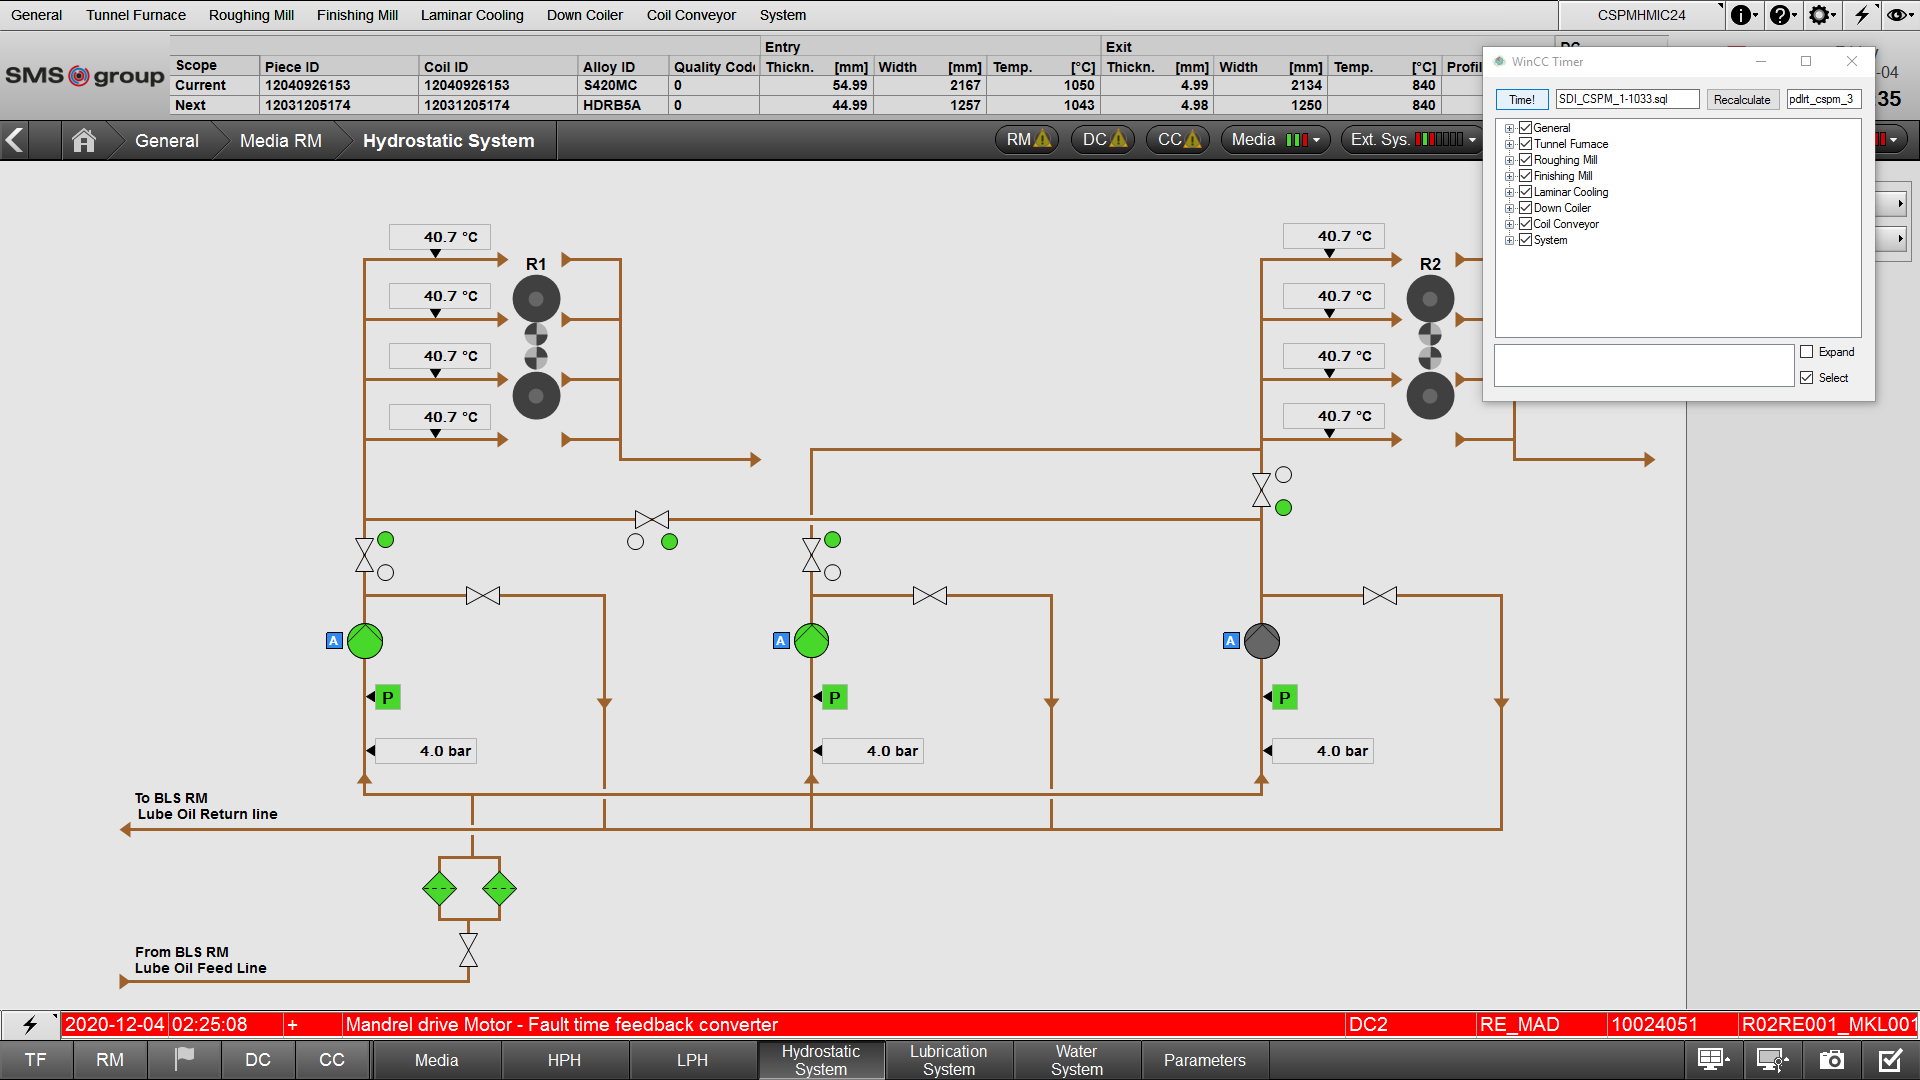 General Tunnel Furnace Roughing Mill Finishing Mill Laminar Cooling Down Coiler Coil Conveyor System CSPMHMIC24
SMS group
Entry Exit
Scope Piece ID Coil ID Alloy ID Quality Code Thickn. [mm] Width [mm] Temp. [°C] Thickn. [mm] Width [mm] Temp. [°C] Profil
Current 12040926153 12040926153 S420MC 0 54.99 2167 1050 4.99 2134 840
Next 12031205174 12031205174 HDRB5A 0 44.99 1257 1043 4.98 1250 840
-04
35
General Media RM Hydrostatic System RM DC CC Media Ext. Sys.
WinCC Timer
Time! SDI_CSPM_1-1033.sql Recalculate pdlrt_cspm_3
General
Tunnel Furnace
Roughing Mill
Finishing Mill
Laminar Cooling
Down Coiler
Coil Conveyor
System
Expand
Select
40.7 °C
R1
40.7 °C
40.7 °C
40.7 °C
40.7 °C
R2
40.7 °C
40.7 °C
40.7 °C
A A A
P P P
4.0 bar 4.0 bar 4.0 bar
To BLS RM
Lube Oil Return line
From BLS RM
Lube Oil Feed Line
2020-12-04 02:25:08 + Mandrel drive Motor - Fault time feedback converter DC2 RE_MAD 10024051 R02RE001_MKL001
TF RM DC CC Media HPH LPH Hydrostatic System Lubrication System Water System Parameters